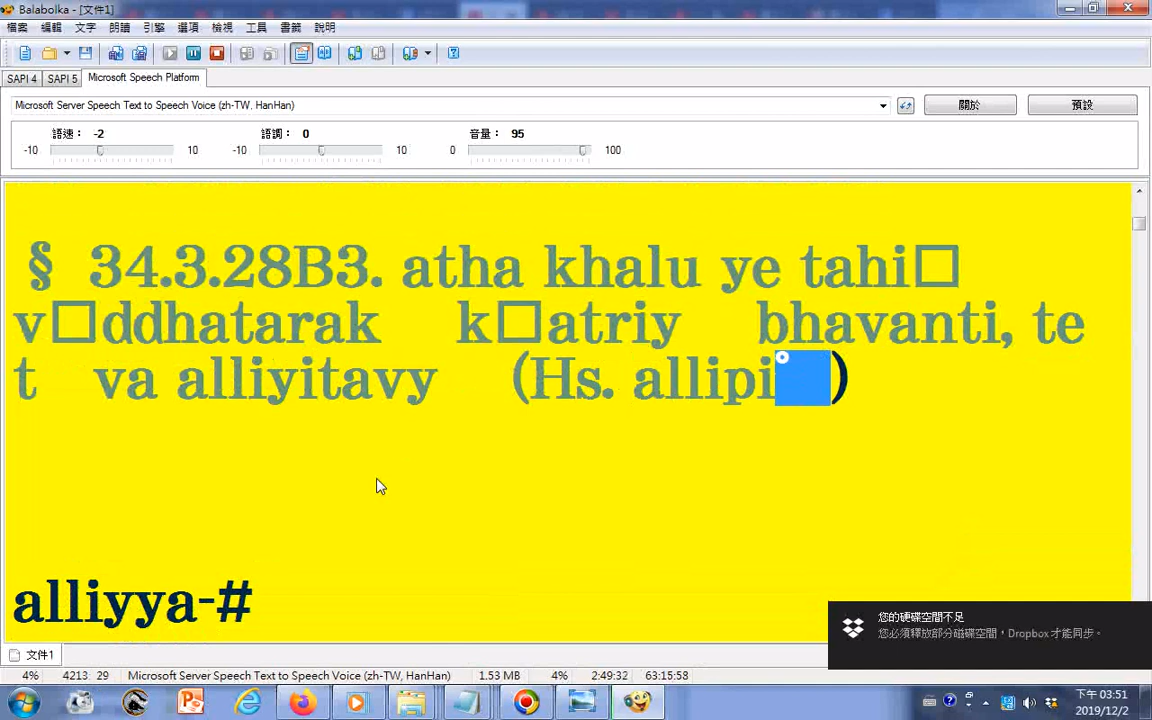 Balabolka - [文件1]
檔案 編輯 文字 朗讀 引擎 選項 檢視 工具 書籤 說明
SAPI 4 SAPI 5 Microsoft Speech Platform
Microsoft Server Speech Text to Speech Voice (zh-TW, HanHan) 關於 預設
語速： -2 語調： 0 音量： 95
-10 10 -10 10 0 100
§ 34.3.28B3. atha khalu ye tahi□
v□ddhatarak k□atriy bhavanti, te
t va alliyitavy (Hs. allipi )
alliyya-#
您的硬碟空間不足
您必須釋放部分磁碟空間，Dropbox 才能同步。
文件1
4% 4213: 29 Microsoft Server Speech Text to Speech Voice (zh-TW, HanHan) 1.53 MB 4% 2:49:32 63:15:58
下午 03:51
2019/12/2